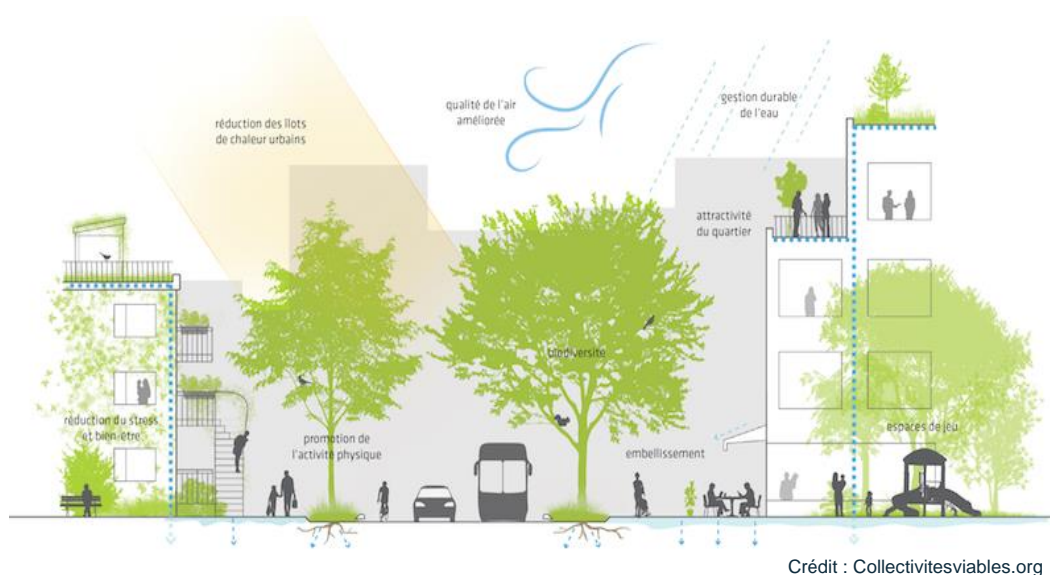 réduction des îlots
de chaleur urbains
qualité de l'air
améliorée
gestion durable
de l'eau
attractivité
du quartier
biodiversité
réduction du stress
et bien-être
promotion de
l'activité physique
embellissement
espaces de jeu
Crédit : Collectivitesviables.org